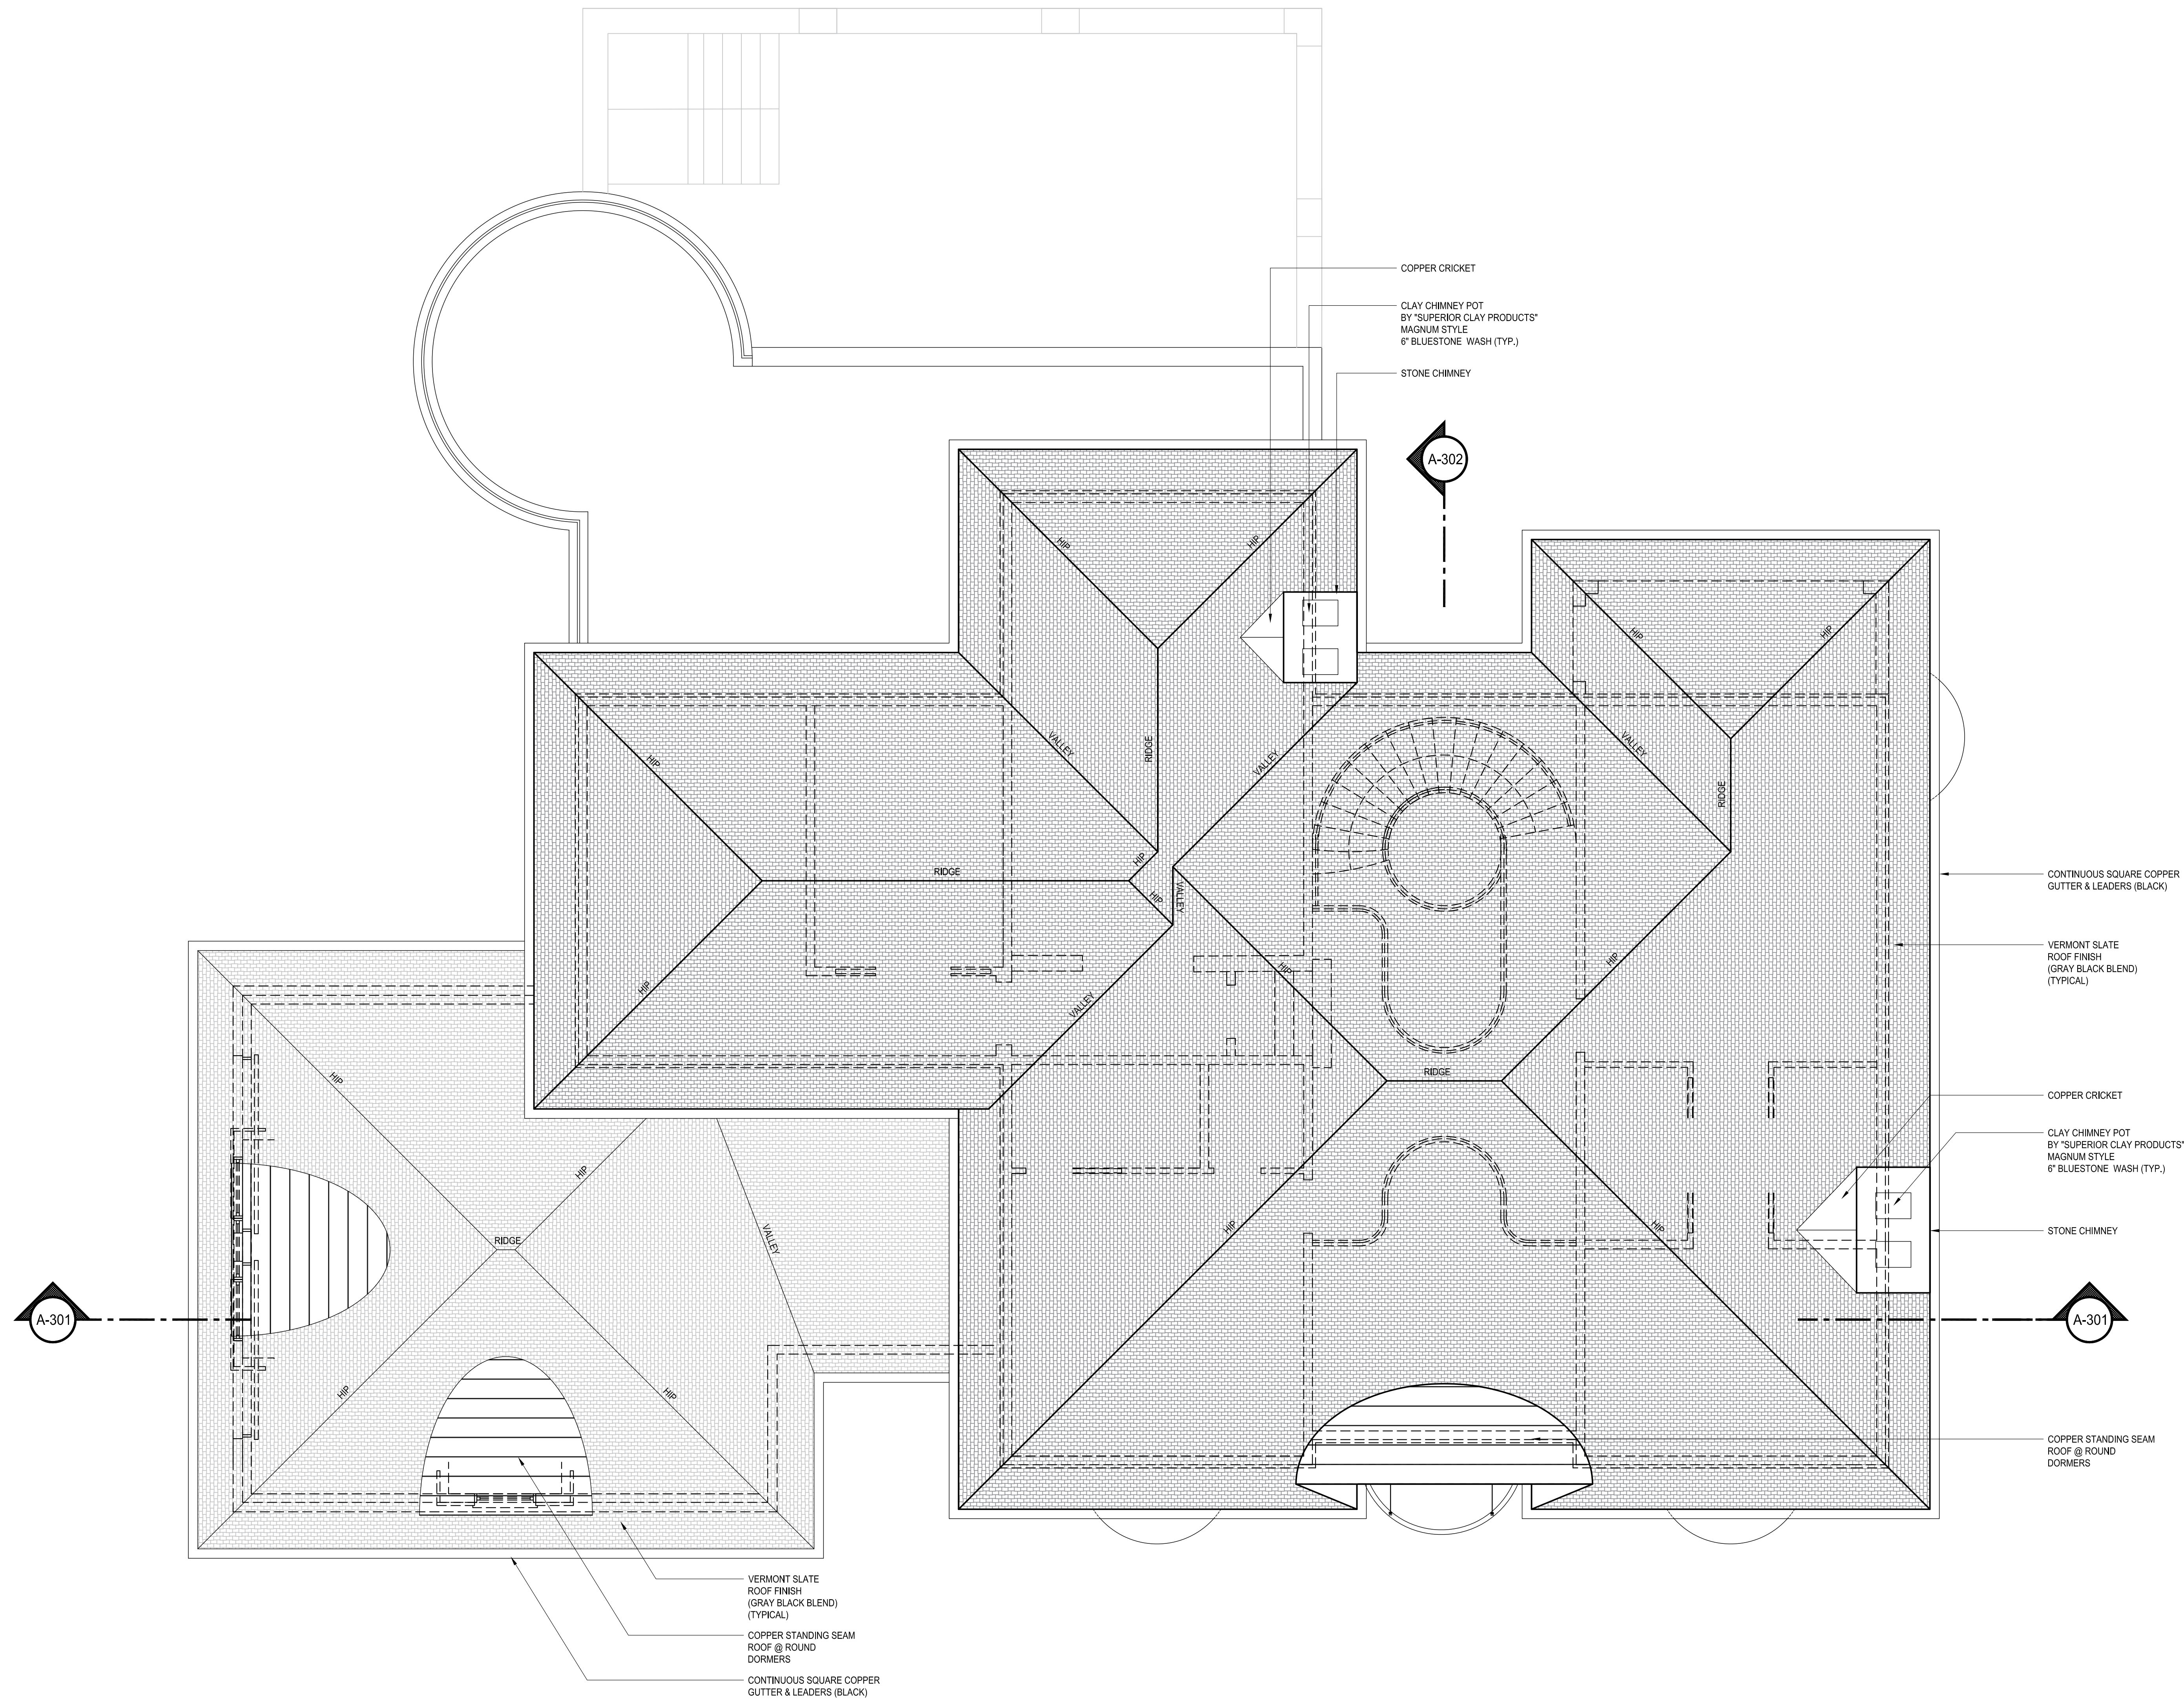 COPPER CRICKET
CLAY CHIMNEY POT
BY "SUPERIOR CLAY PRODUCTS"
MAGNUM STYLE
6" BLUESTONE WASH (TYP.)
STONE CHIMNEY
A-302
HIP
HIP
HIP
HIP
VALLEY
RIDGE
VALLEY
VALLEY
RIDGE
HIP
RIDGE
HIP
HIP
VALLEY
CONTINUOUS SQUARE COPPER
GUTTER & LEADERS (BLACK)
VERMONT SLATE
ROOF FINISH
(GRAY BLACK BLEND)
(TYPICAL)
HIP
HIP
HIP
VALLEY
RIDGE
HIP
HIP
COPPER CRICKET
CLAY CHIMNEY POT
BY "SUPERIOR CLAY PRODUCTS"
MAGNUM STYLE
6" BLUESTONE WASH (TYP.)
STONE CHIMNEY
RIDGE
VALLEY
HIP
HIP
A-301
A-301
HIP
HIP
COPPER STANDING SEAM
ROOF @ ROUND
DORMERS
VERMONT SLATE
ROOF FINISH
(GRAY BLACK BLEND)
(TYPICAL)
COPPER STANDING SEAM
ROOF @ ROUND
DORMERS
CONTINUOUS SQUARE COPPER
GUTTER & LEADERS (BLACK)